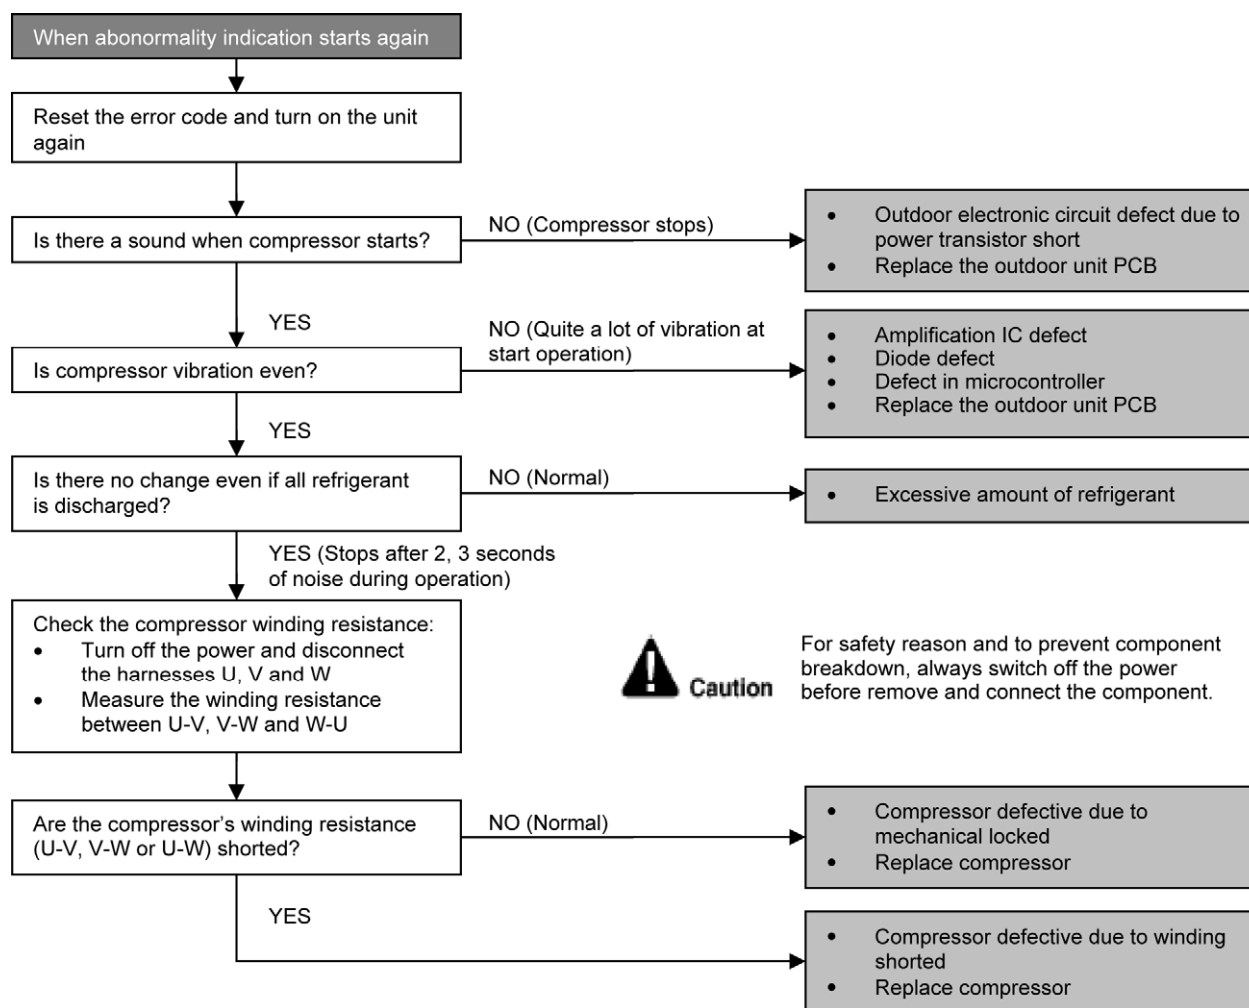 When abonormality indication starts again
Reset the error code and turn on the unit
again
Is there a sound when compressor starts?
NO (Compressor stops)
• Outdoor electronic circuit defect due to
power transistor short
• Replace the outdoor unit PCB
YES
Is compressor vibration even?
NO (Quite a lot of vibration at
start operation)
• Amplification IC defect
• Diode defect
• Defect in microcontroller
• Replace the outdoor unit PCB
YES
Is there no change even if all refrigerant
is discharged?
NO (Normal)
• Excessive amount of refrigerant
YES (Stops after 2, 3 seconds
of noise during operation)
Check the compressor winding resistance:
• Turn off the power and disconnect
the harnesses U, V and W
• Measure the winding resistance
between U-V, V-W and W-U
Caution
For safety reason and to prevent component
breakdown, always switch off the power
before remove and connect the component.
Are the compressor's winding resistance
(U-V, V-W or U-W) shorted?
NO (Normal)
• Compressor defective due to
mechanical locked
• Replace compressor
YES
• Compressor defective due to winding
shorted
• Replace compressor